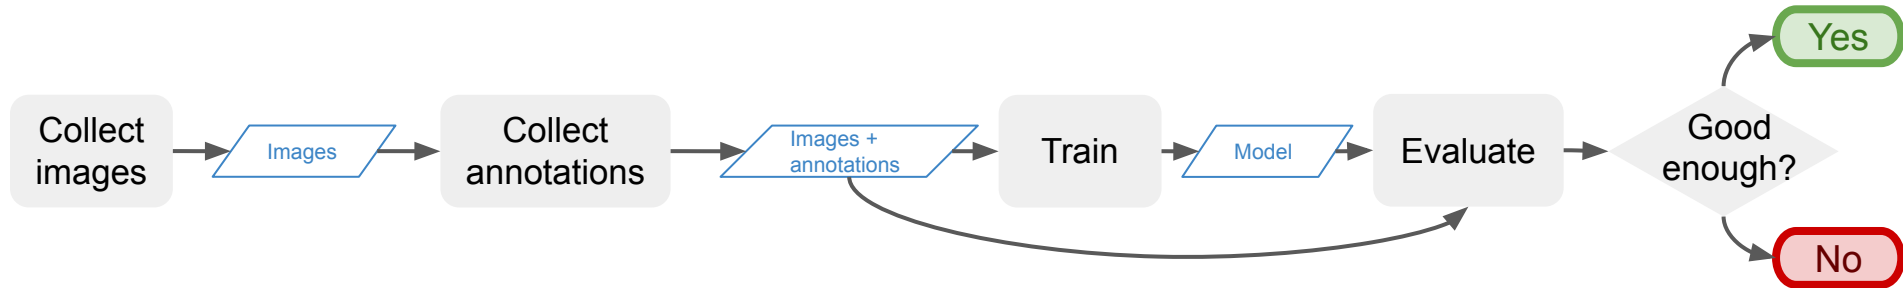 Collect
images
Images
Collect
annotations
Images +
annotations
Train
Model
Evaluate
Good
enough?
Yes
No